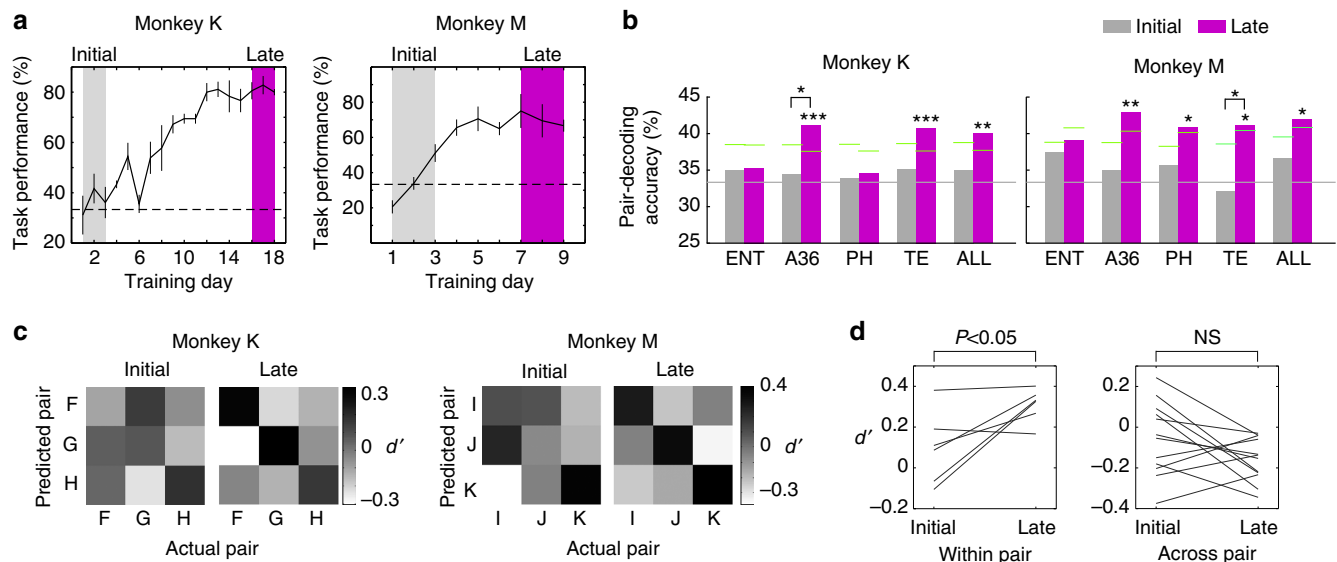 a
Monkey K
Monkey M
Initial
Late
Initial
Late
Task performance (%)
80
60
40
20
2
6
10
14
18
Training day
Task performance (%)
80
60
40
20
1
3
5
7
9
Training day
b
Initial
Late
Monkey K
Monkey M
Pair-decoding
accuracy (%)
45
40
35
30
25
*
***
***
**
**
*
*
*
*
ENT A36 PH TE ALL
ENT A36 PH TE ALL
c
Monkey K
Initial
Late
Predicted pair
F
G
H
F G H
F G H
Actual pair
0.3
0
d′
–0.3
Monkey M
Initial
Late
Predicted pair
I
J
K
I J K
I J K
Actual pair
0.4
0
d′
–0.3
d
P<0.05
d′
0.4
0.2
0
–0.2
Initial
Late
Within pair
NS
0.2
0
–0.2
–0.4
Initial
Late
Across pair